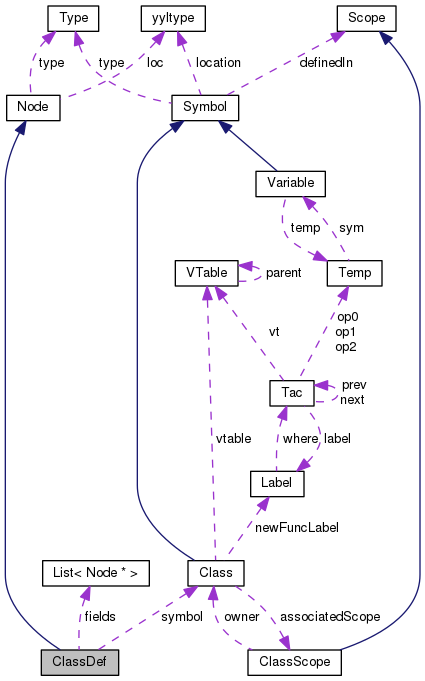 Type
yyltype
Scope
type
type
loc
location
definedIn
Node
Symbol
Variable
temp
sym
VTable
parent
Temp
vt
op0
op1
op2
Tac
prev
next
vtable
where
label
Label
newFuncLabel
List< Node * >
Class
fields
symbol
owner
associatedScope
ClassDef
ClassScope